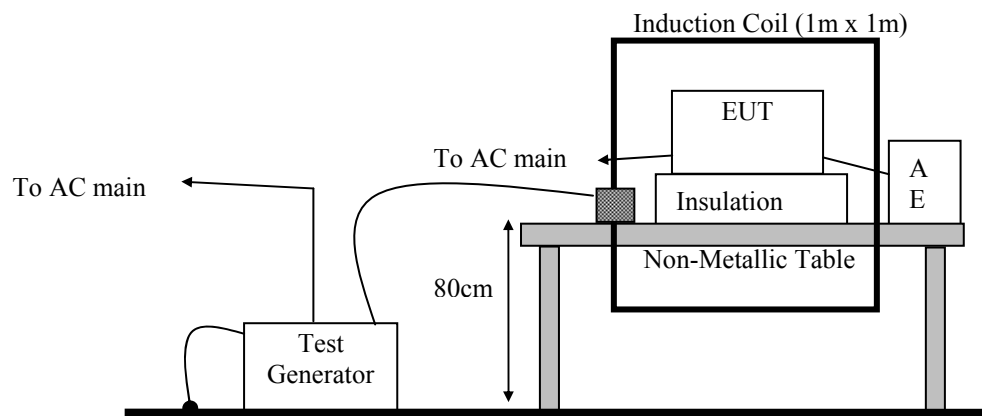 Induction Coil (1m x 1m)
EUT
To AC main
A
E
To AC main
Insulation
Non-Metallic Table
80cm
Test
Generator